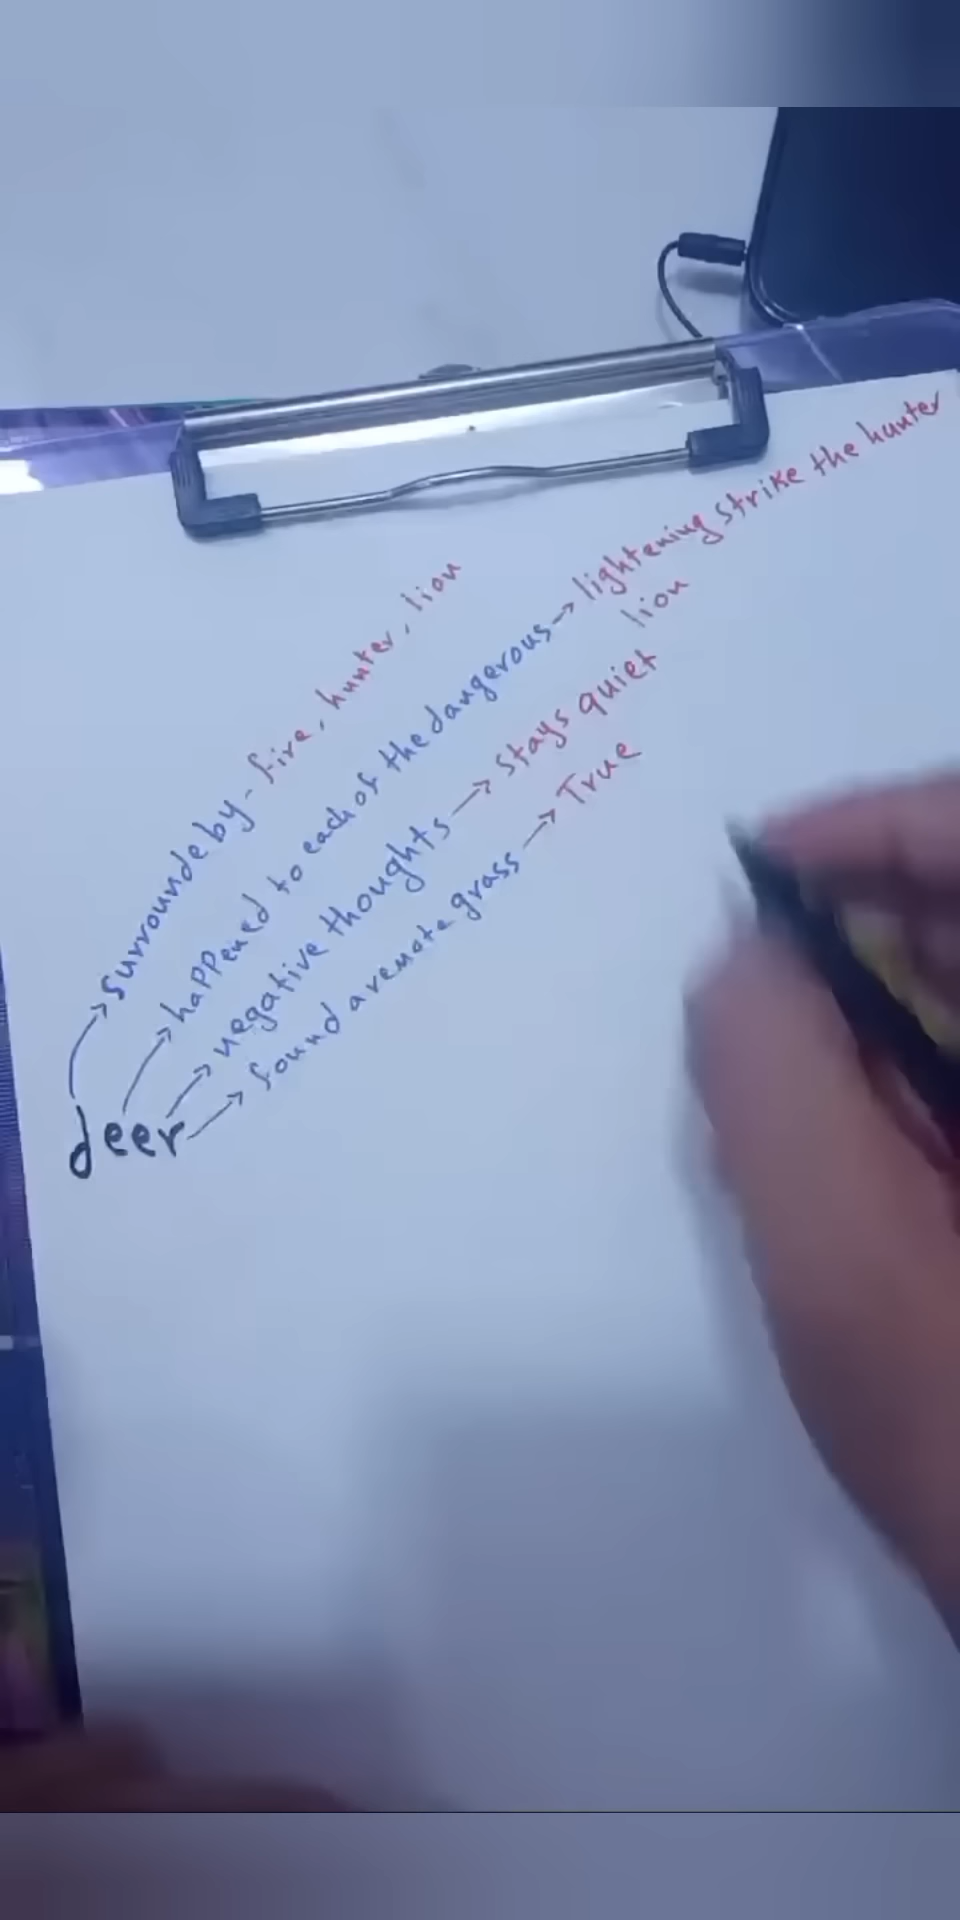 surrounde by - fire, hunter, lion
happened to each of the dangerous → lightening strike the hunter
lion
negative thoughts → stays quiet
found a remote grass → True
deer